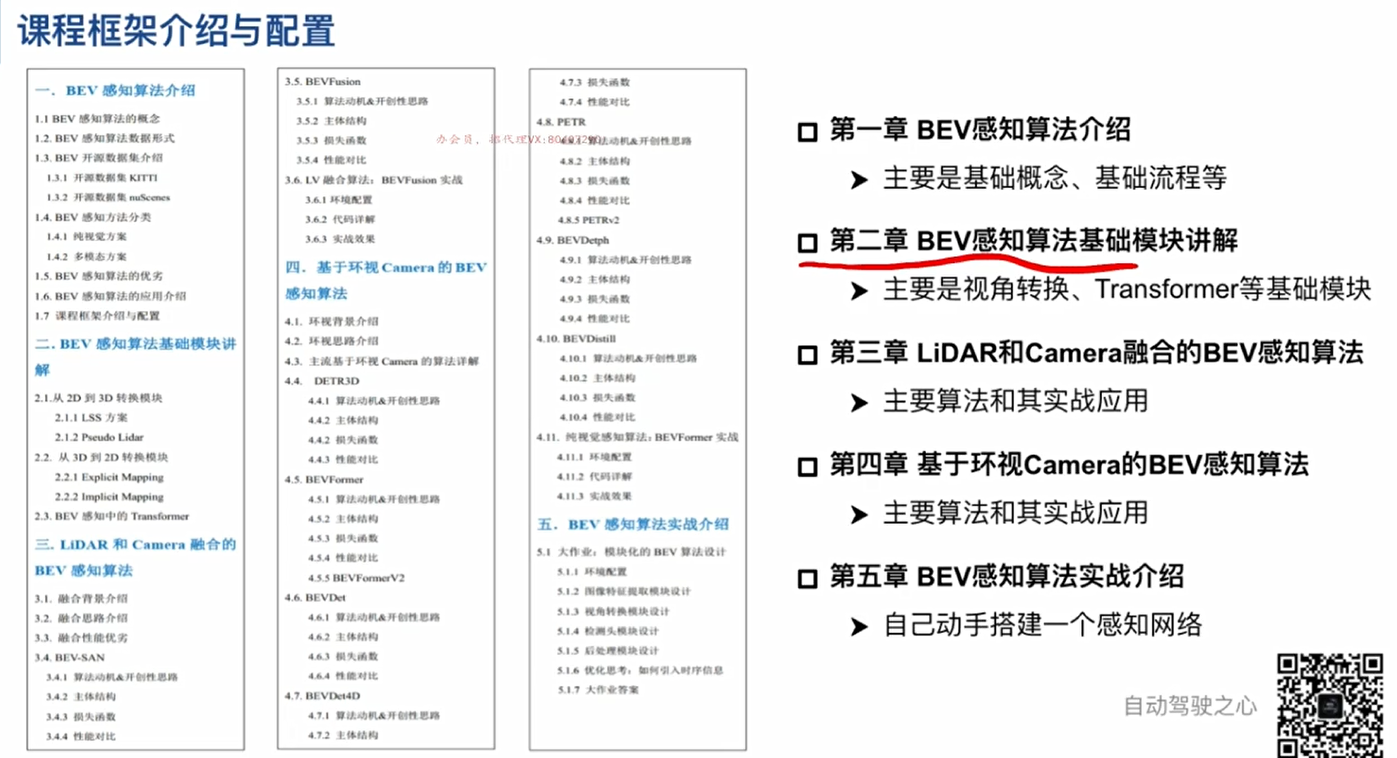 课程框架介绍与配置
一. BEV 感知算法介绍
1.1 BEV 感知算法的概念
1.2. BEV 感知算法数据形式
1.3. BEV 开源数据集介绍
1.3.1 开源数据集 KITTI
1.3.2 开源数据集 nuScenes
1.4. BEV 感知方法分类
1.4.1 纯视觉方案
1.4.2 多模态方案
1.5. BEV 感知算法的优劣
1.6. BEV 感知算法的应用介绍
1.7 课程框架介绍与配置
二. BEV 感知算法基础模块讲
解
2.1.从 2D 到 3D 转换模块
2.1.1 LSS 方案
2.1.2 Pseudo Lidar
2.2. 从 3D 到 2D 转换模块
2.2.1 Explicit Mapping
2.2.2 Implicit Mapping
2.3. BEV 感知中的 Transformer
三. LiDAR 和 Camera 融合的
BEV 感知算法
3.1. 融合背景介绍
3.2. 融合思路介绍
3.3. 融合性能优劣
3.4. BEV-SAN
3.4.1 算法动机&开创性思路
3.4.2 主体结构
3.4.3 损失函数
3.4.4 性能对比
3.5. BEVFusion
3.5.1 算法动机&开创性思路
3.5.2 主体结构
3.5.3 损失函数
3.5.4 性能对比
3.6. LV 融合算法：BEVFusion 实战
3.6.1 环境配置
3.6.2 代码详解
3.6.3 实战效果
四. 基于环视 Camera 的 BEV
感知算法
4.1. 环视背景介绍
4.2. 环视思路介绍
4.3. 主流基于环视 Camera 的算法详解
4.4. DETR3D
4.4.1 算法动机&开创性思路
4.4.2 主体结构
4.4.2 损失函数
4.4.3 性能对比
4.5. BEVFormer
4.5.1 算法动机&开创性思路
4.5.2 主体结构
4.5.3 损失函数
4.5.4 性能对比
4.5.5 BEVFormerV2
4.6. BEVDet
4.6.1 算法动机&开创性思路
4.6.2 主体结构
4.6.3 损失函数
4.6.4 性能对比
4.7. BEVDet4D
4.7.1 算法动机&开创性思路
4.7.2 主体结构
4.7.3 损失函数
4.7.4 性能对比
4.8. PETR
4.8.1 算法动机&开创性思路
4.8.2 主体结构
4.8.3 损失函数
4.8.4 性能对比
4.8.5 PETRv2
4.9. BEVDetph
4.9.1 算法动机&开创性思路
4.9.2 主体结构
4.9.3 损失函数
4.9.4 性能对比
4.10. BEVDistill
4.10.1 算法动机&开创性思路
4.10.2 主体结构
4.10.3 损失函数
4.10.4 性能对比
4.11. 纯视觉感知算法：BEVFormer 实战
4.11.1 环境配置
4.11.2 代码详解
4.11.3 实战效果
五. BEV 感知算法实战介绍
5.1 大作业：模块化的 BEV 算法设计
5.1.1 环境配置
5.1.2 图像特征提取模块设计
5.1.3 视角转换模块设计
5.1.4 检测头模块设计
5.1.5 后处理模块设计
5.1.6 优化思考：如何引入时序信息
5.1.7 大作业答案
第一章 BEV感知算法介绍
主要是基础概念、基础流程等
第二章 BEV感知算法基础模块讲解
主要是视角转换、Transformer等基础模块
第三章 LiDAR和Camera融合的BEV感知算法
主要算法和其实战应用
第四章 基于环视Camera的BEV感知算法
主要算法和其实战应用
第五章 BEV感知算法实战介绍
自己动手搭建一个感知网络
自动驾驶之心